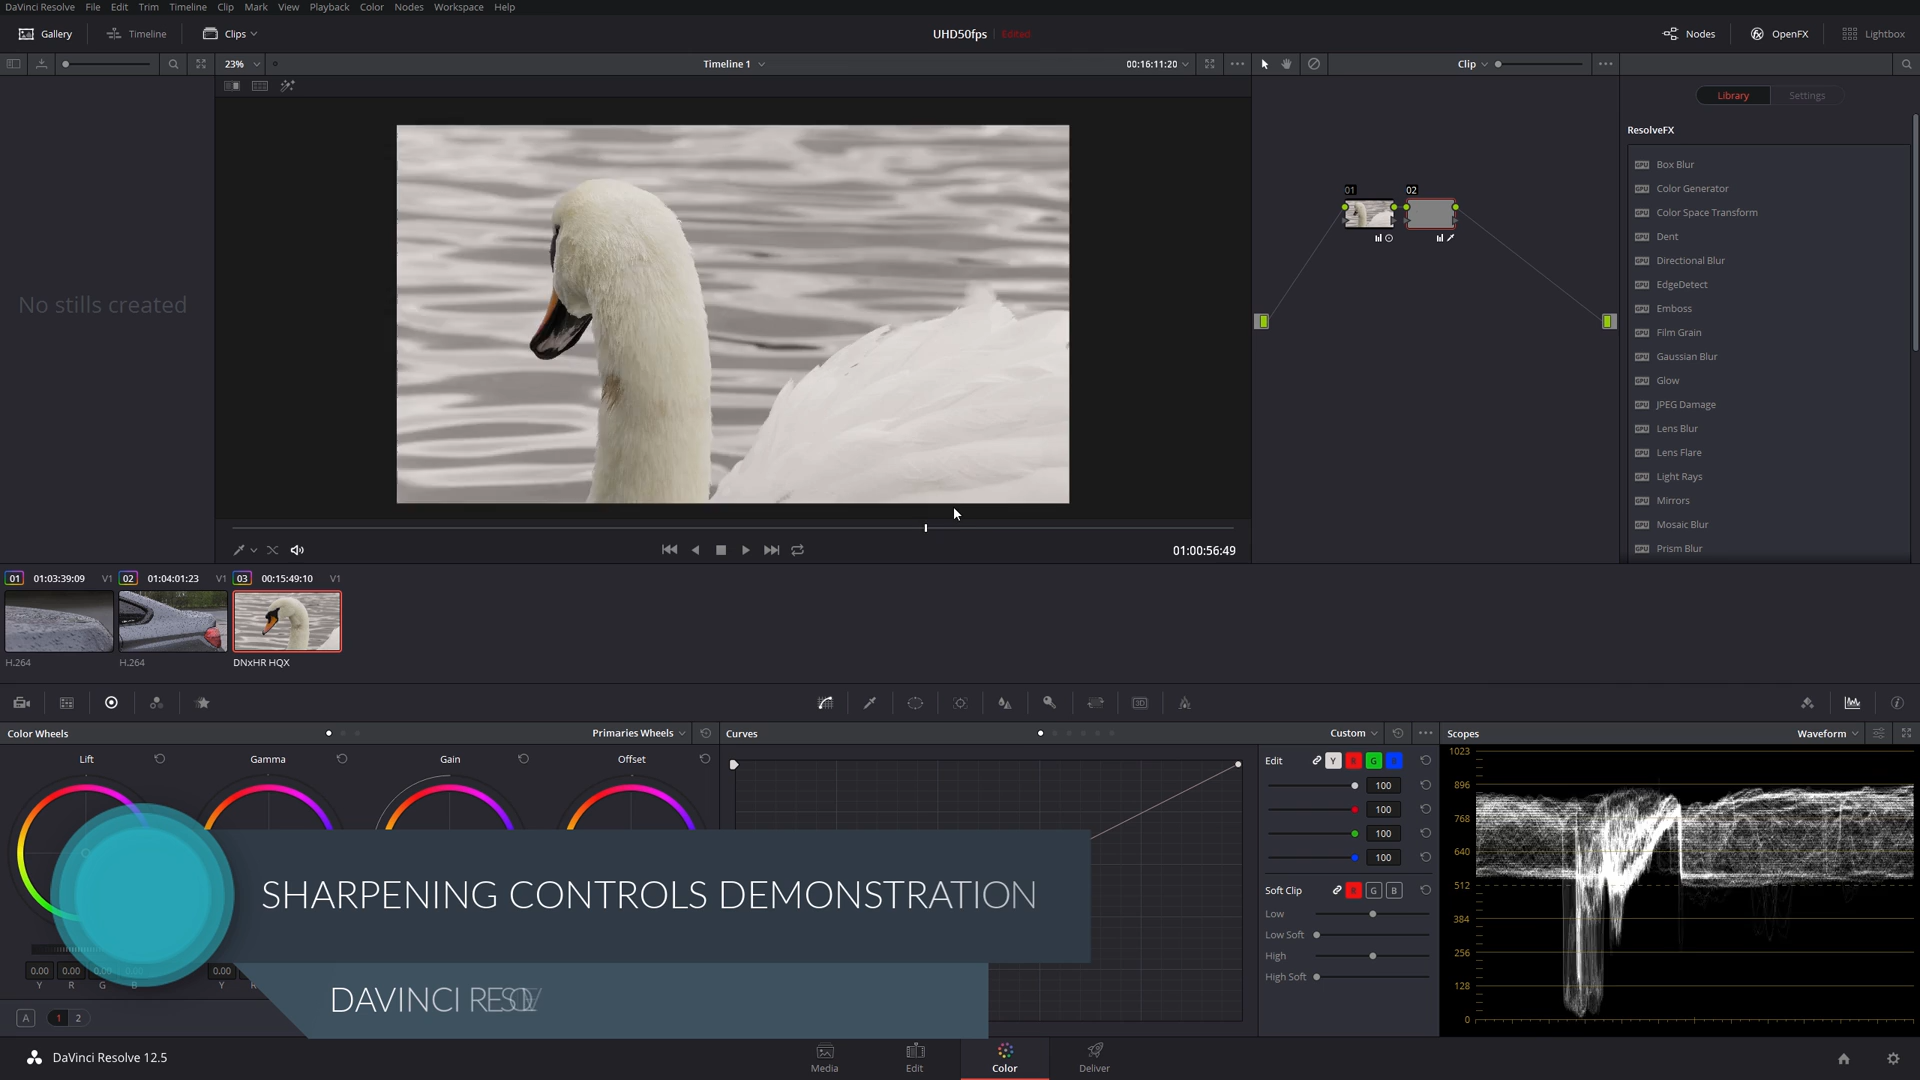 DaVinci Resolve File Edit Trim Timeline Clip Mark View Playback Color Nodes Workspace Help
Gallery Timeline Clips UHD50fps Edited Nodes OpenFX Lightbox
23% Timeline 1 00:16:11:20 Clip
Library Settings
ResolveFX
Box Blur
Color Generator
Color Space Transform
Dent
Directional Blur
EdgeDetect
Emboss
Film Grain
Gaussian Blur
Glow
JPEG Damage
Lens Blur
Lens Flare
Light Rays
Mirrors
Mosaic Blur
Prism Blur
01 02
No stills created
01:00:56:49
01 01:03:39:09 V1 02 01:04:01:23 V1 03 00:15:49:10 V1
H.264 H.264 DNxHR HQX
Color Wheels Primaries Wheels Curves Custom Scopes Waveform
Lift Gamma Gain Offset
Edit Y R G B
100
100
100
100
Soft Clip R G B
Low
Low Soft
High
High Soft
1023
896
768
640
512
384
256
128
0
SHARPENING CONTROLS DEMONSTRATION
DAVINCI
0.00 0.00 0.00 0.00 0.00
Y R G B Y
A 1 2
DaVinci Resolve 12.5 Media Edit Color Deliver